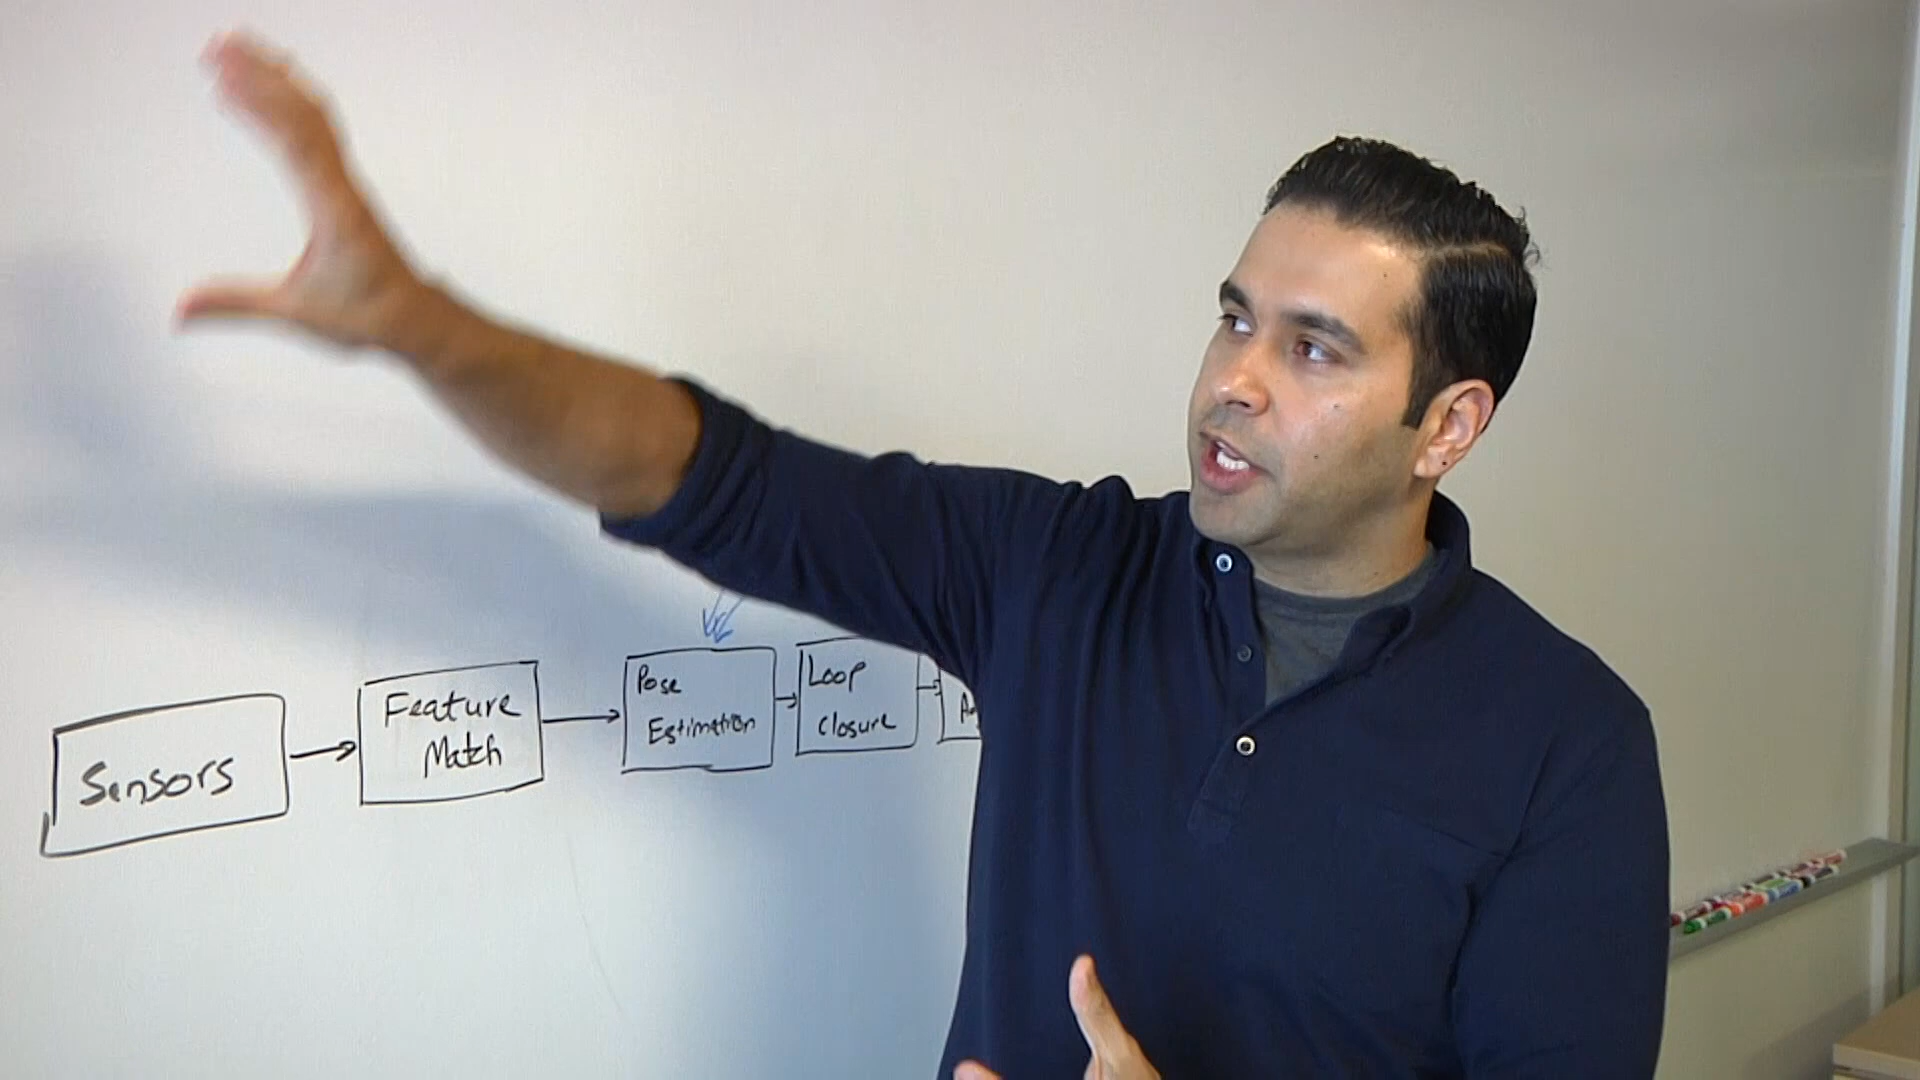 Sensors
Feature
Match
Pose
Estimation
Loop
Closure